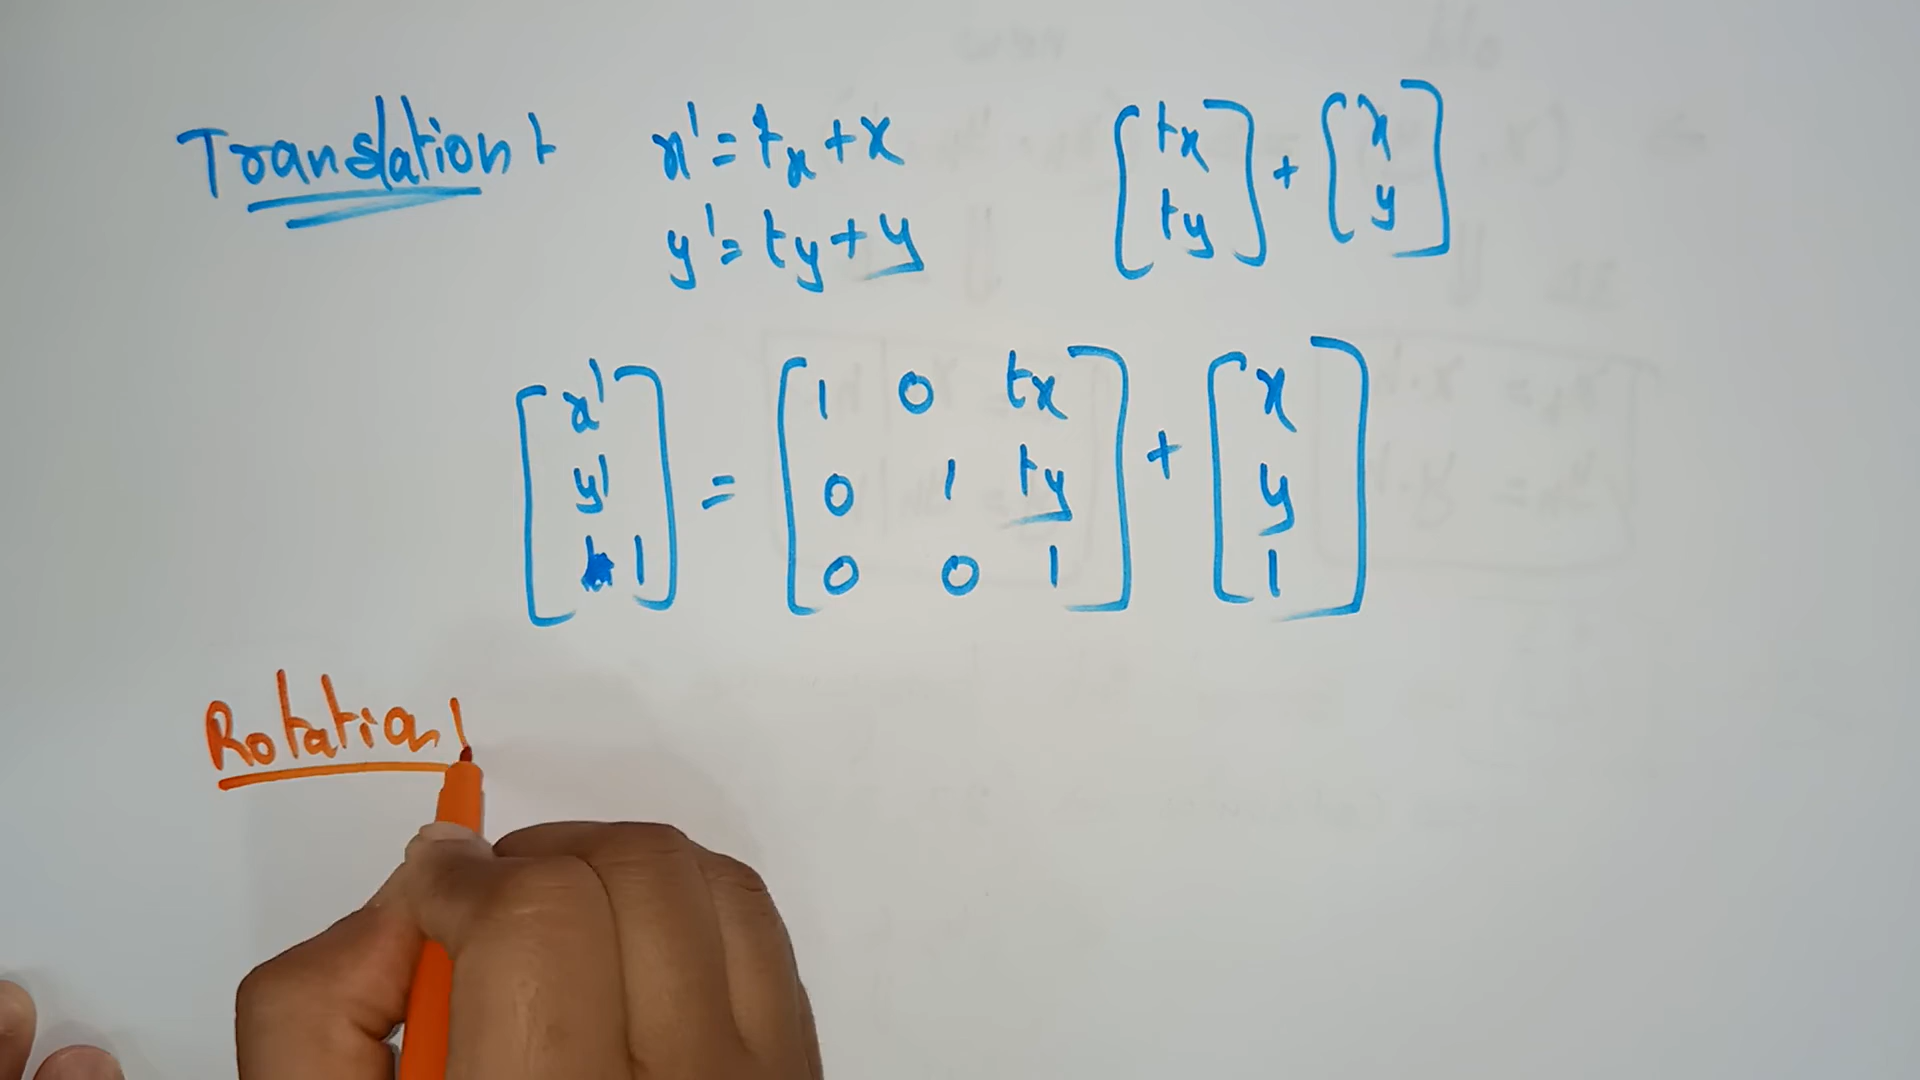 Translation: x' = tx + x [tx ty] + [x y]
y' = ty + y
[x' y' 1] = [1 0 tx 0 1 ty 0 0 1] + [x y 1]
Rotation